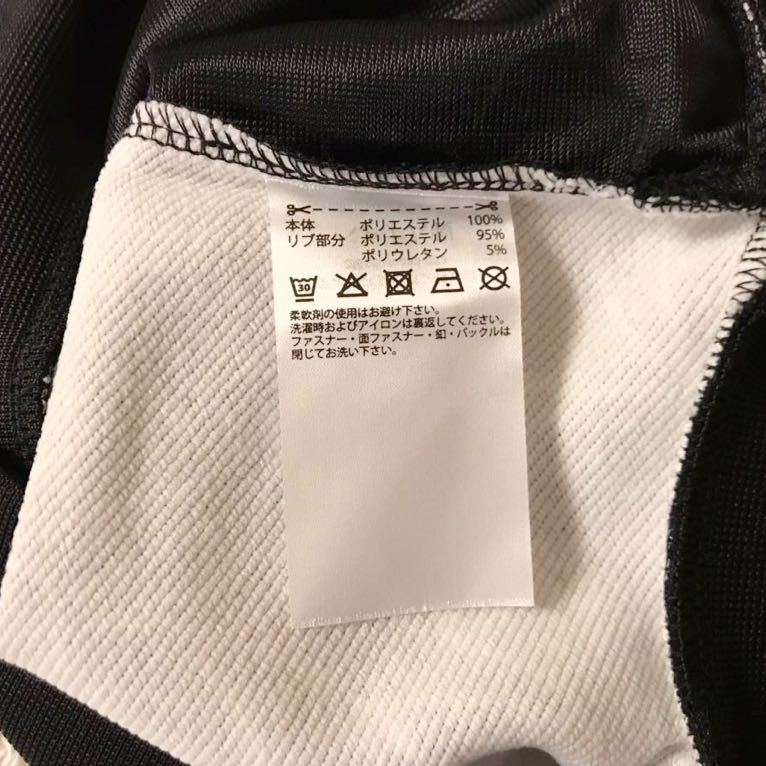 本体 ポリエステル 100%
リブ部分 ポリエステル 95%
ポリウレタン 5%
30
柔軟剤の使用はお避け下さい。
洗濯時およびアイロンは裏返してください。
ファスナー・面ファスナー・釦・バックルは
閉じてお洗い下さい。